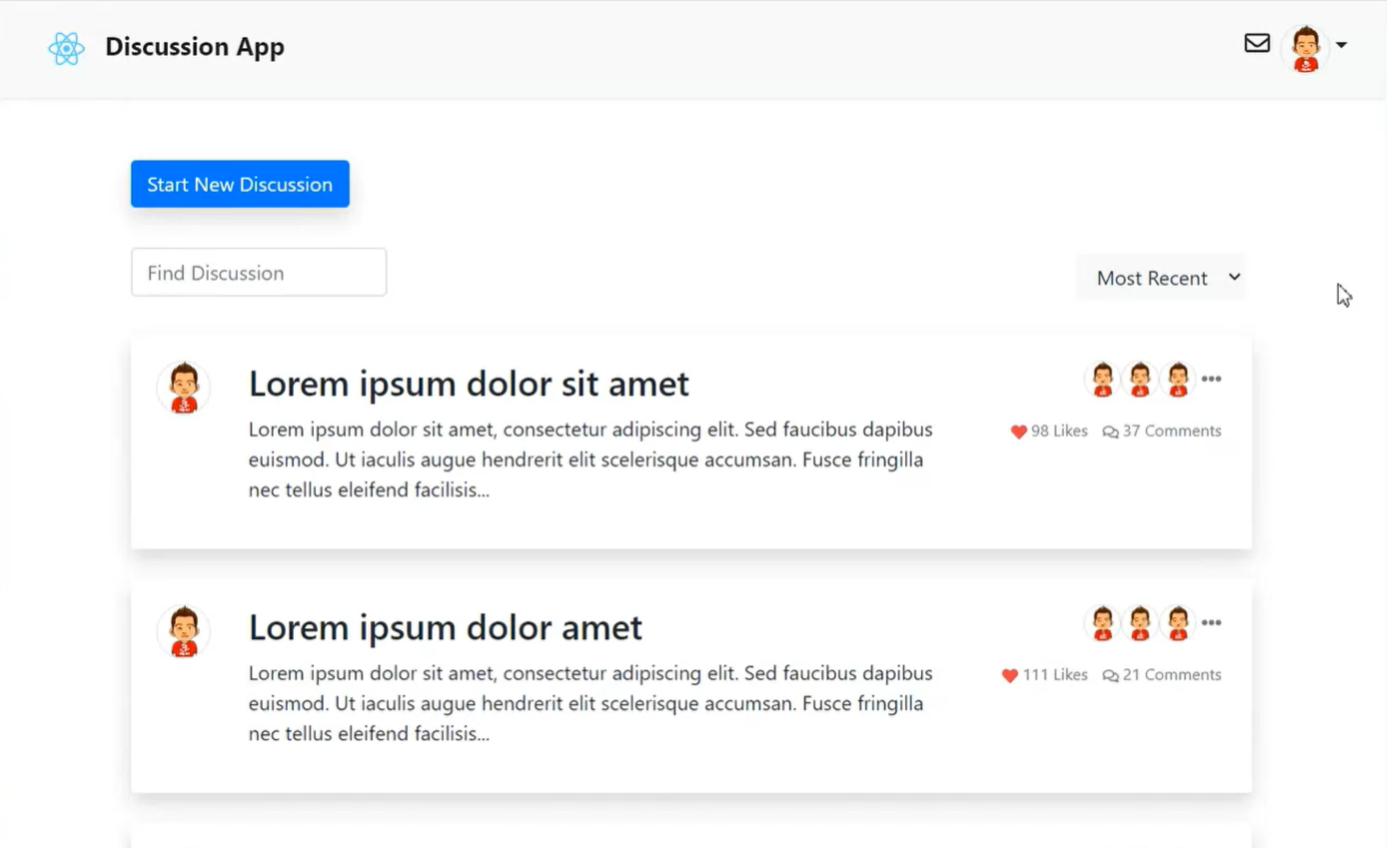 Discussion App
Start New Discussion
Find Discussion
Most Recent
Lorem ipsum dolor sit amet
Lorem ipsum dolor sit amet, consectetur adipiscing elit. Sed faucibus dapibus
euismod. Ut iaculis augue hendrerit elit scelerisque accumsan. Fusce fringilla
nec tellus eleifend facilisis...
98 Likes 37 Comments
Lorem ipsum dolor amet
Lorem ipsum dolor sit amet, consectetur adipiscing elit. Sed faucibus dapibus
euismod. Ut iaculis augue hendrerit elit scelerisque accumsan. Fusce fringilla
nec tellus eleifend facilisis...
111 Likes 21 Comments